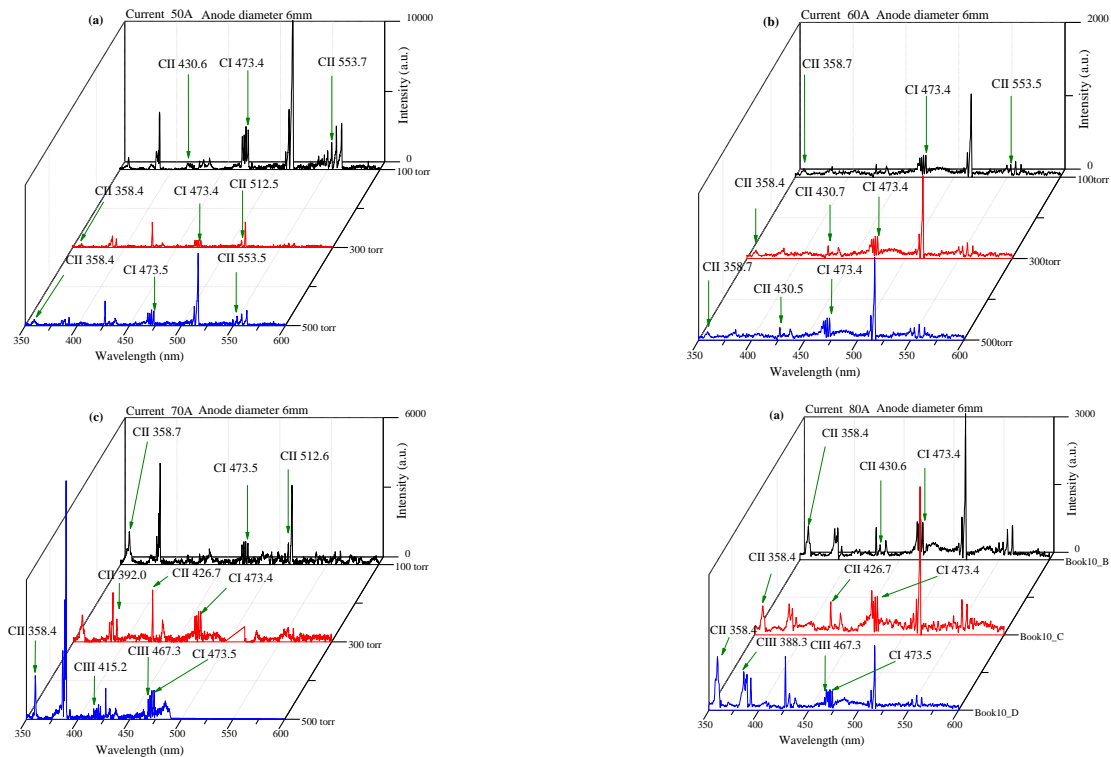 (a) Current 50A Anode diameter 6mm
10000
CII 430.6 CI 473.4 CII 553.7
Intensity (a.u.)
0
100 torr
CII 358.4 CI 473.4 CII 512.5
300 torr
CII 358.4 CI 473.5 CII 553.5
500 torr
350 400 450 500 550 600
Wavelength (nm)
(b) Current 60A Anode diameter 6mm
2000
CII 358.7 CI 473.4 CII 553.5
Intensity (a.u.)
0
100torr
CII 358.4 CII 430.7 CI 473.4
300torr
CII 358.7 CII 430.5 CI 473.4
500torr
350 400 450 500 550 600
Wavelength (nm)
(c) Current 70A Anode diameter 6mm
6000
CII 358.7 CI 473.5 CII 512.6
Intensity (a.u.)
0
100 torr
CII 392.0 CII 426.7 CI 473.4
300 torr
CII 358.4 CIII 415.2 CIII 467.3 CI 473.5
500 torr
350 400 450 500 550 600
Wavelength (nm)
(a) Current 80A Anode diameter 6mm
3000
CII 358.4 CII 430.6 CI 473.4
Intensity (a.u.)
0
Book10_B
CII 358.4 CII 426.7 CI 473.4
Book10_C
CII 358.4 CIII 388.3 CIII 467.3 CI 473.5
Book10_D
350 400 450 500 550 600
Wavelength (nm)